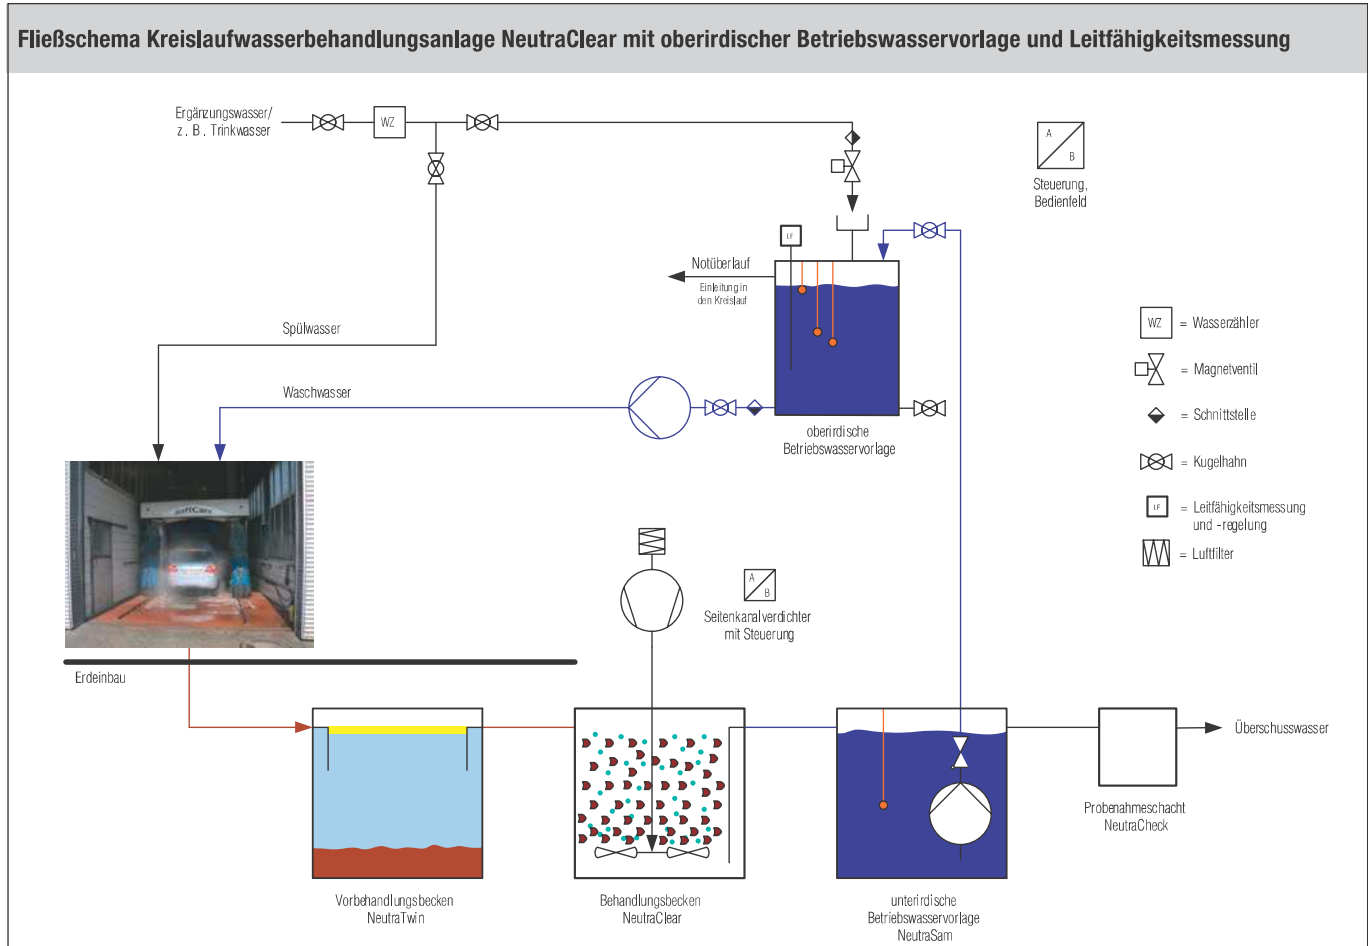 Fließschema Kreislaufwasserbehandlungsanlage NeutraClear mit oberirdischer Betriebswasservorlage und Leitfähigkeitsmessung
Ergänzungswasser/
z. B. Trinkwasser
WZ
A
B
Steuerung,
Bedienfeld
LF
Notüberlauf
Einleitung in
den Kreislauf
Spülwasser
Waschwasser
oberirdische
Betriebswasservorlage
WZ = Wasserzähler
= Magnetventil
= Schnittstelle
= Kugelhahn
LF = Leitfähigkeitsmessung
und -regelung
= Luftfilter
A
B
Seitenkanalverdichter
mit Steuerung
Erdeinbau
Überschusswasser
Probenahmeschacht
NeutraCheck
Vorbehandlungsbecken
NeutraTwin
Behandlungsbecken
NeutraClear
unterirdische
Betriebswasservorlage
NeutraSam